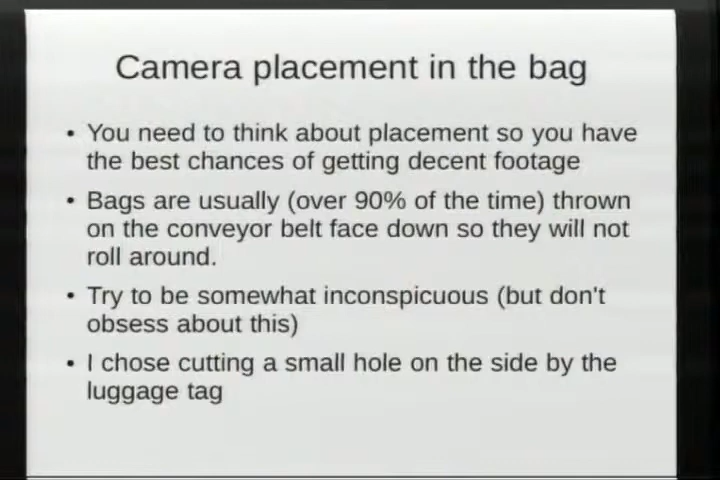 Camera placement in the bag
• You need to think about placement so you have
the best chances of getting decent footage
• Bags are usually (over 90% of the time) thrown
on the conveyor belt face down so they will not
roll around.
• Try to be somewhat inconspicuous (but don't
obsess about this)
• I chose cutting a small hole on the side by the
luggage tag